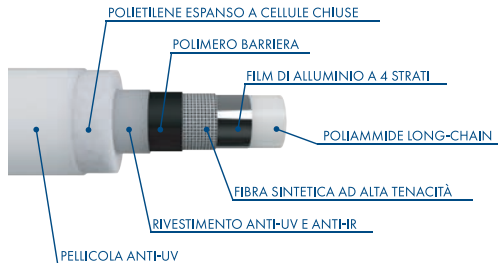 POLIETILENE ESPANSO A CELLULE CHIUSE
POLIMERO BARRIERA
FILM DI ALLUMINIO A 4 STRATI
POLIAMMIDE LONG-CHAIN
FIBRA SINTETICA AD ALTA TENACITÀ
RIVESTIMENTO ANTI-UV E ANTI-IR
PELLICOLA ANTI-UV